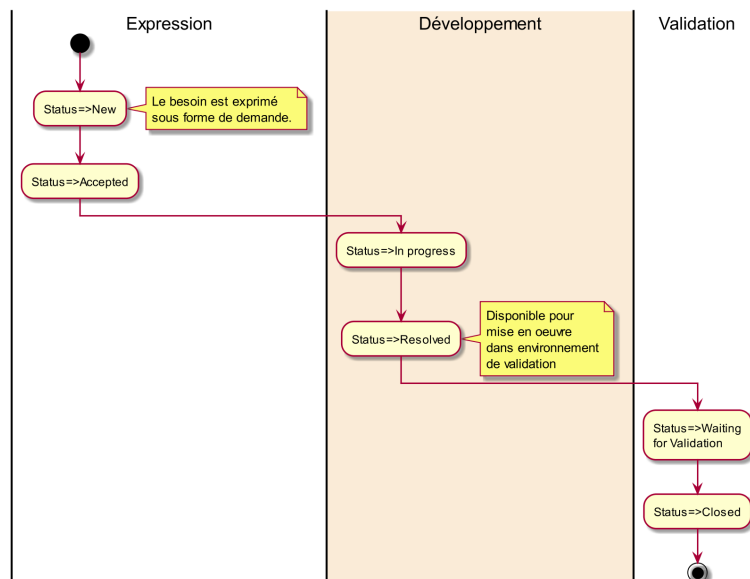 Expression
Développement
Validation
Status=>New
Le besoin est exprimé
sous forme de demande.
Status=>Accepted
Status=>In progress
Status=>Resolved
Disponible pour
mise en oeuvre
dans environnement
de validation
Status=>Waiting
for Validation
Status=>Closed